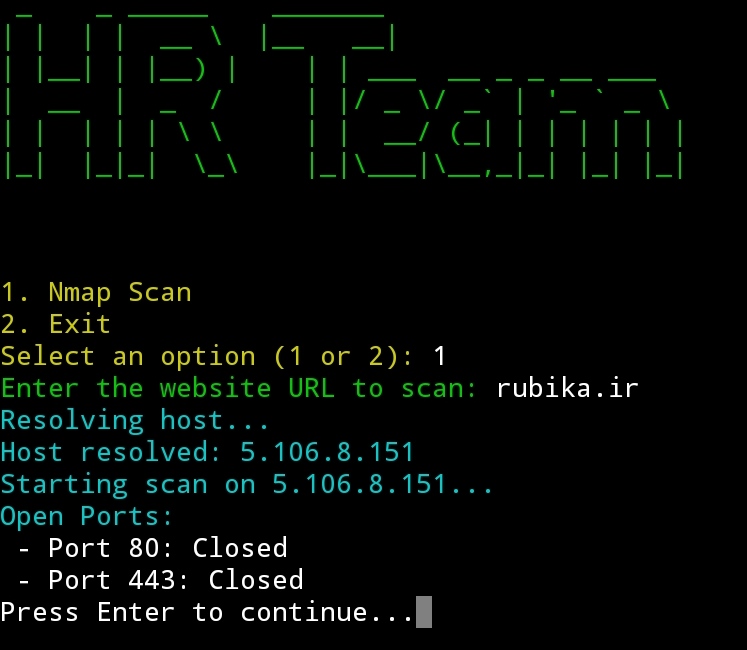 HR Team
1. Nmap Scan
2. Exit
Select an option (1 or 2): 1
Enter the website URL to scan: rubika.ir
Resolving host...
Host resolved: 5.106.8.151
Starting scan on 5.106.8.151...
Open Ports:
- Port 80: Closed
- Port 443: Closed
Press Enter to continue...